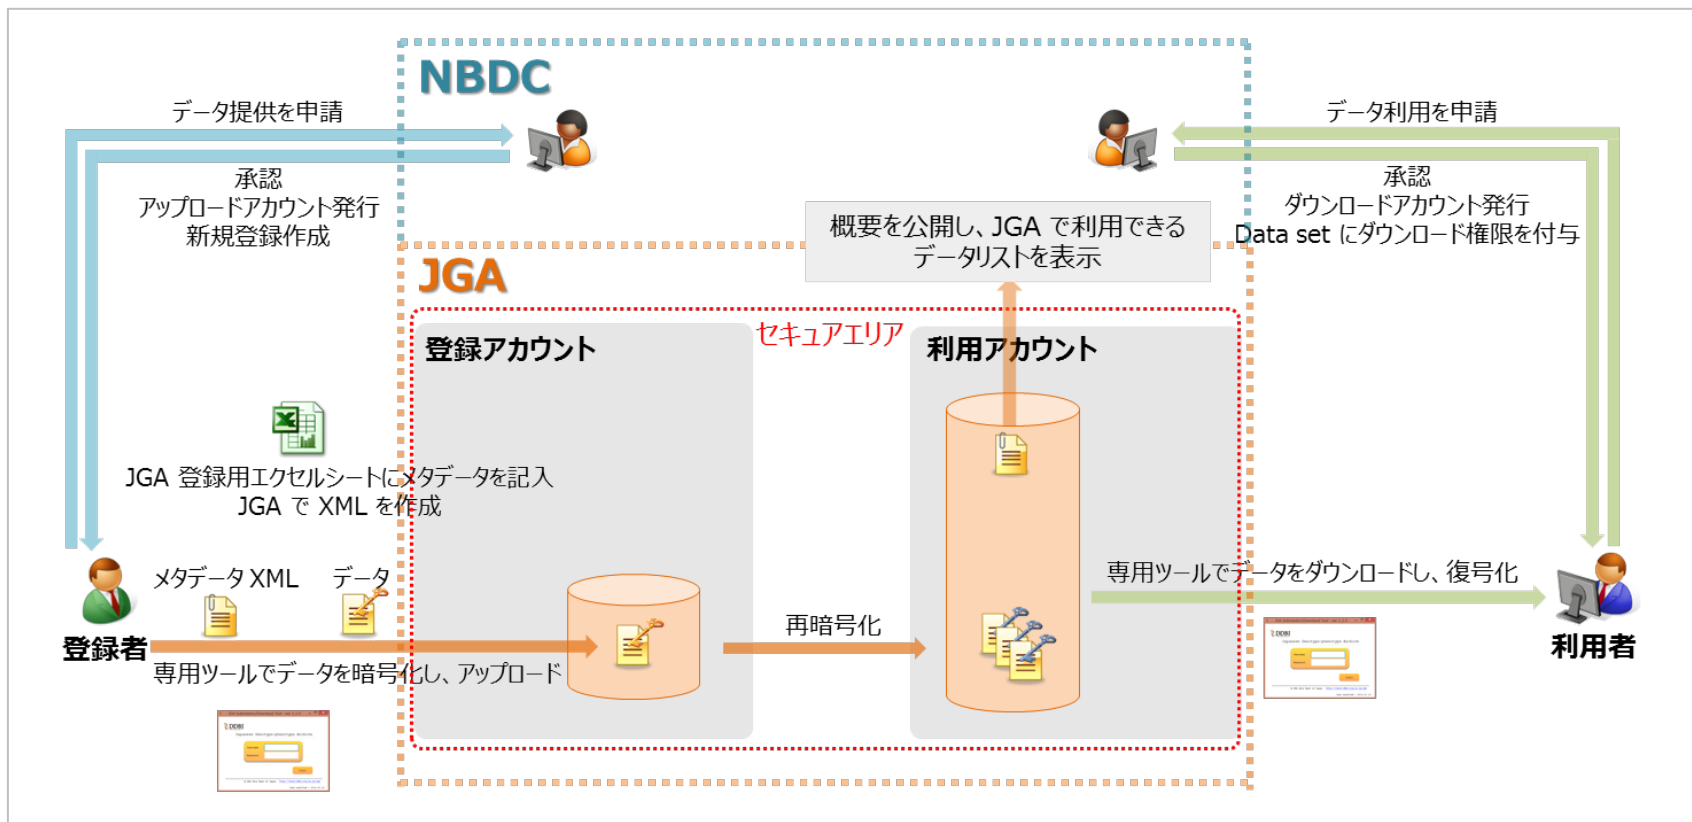 NBDC
データ提供を申請
承認
アップロードアカウント発行
新規登録作成
データ利用を申請
承認
ダウンロードアカウント発行
Data set にダウンロード権限を付与
概要を公開し、JGA で利用できる
データリストを表示
JGA
セキュアエリア
登録アカウント
利用アカウント
JGA 登録用エクセルシートにメタデータを記入
JGA で XML を作成
メタデータ XML
データ
登録者
専用ツールでデータを暗号化し、アップロード
再暗号化
専用ツールでデータをダウンロードし、復号化
利用者
DDBJ
Japanese Genotype-phenotype Archive
DDBJ
Japanese Genotype-phenotype Archive